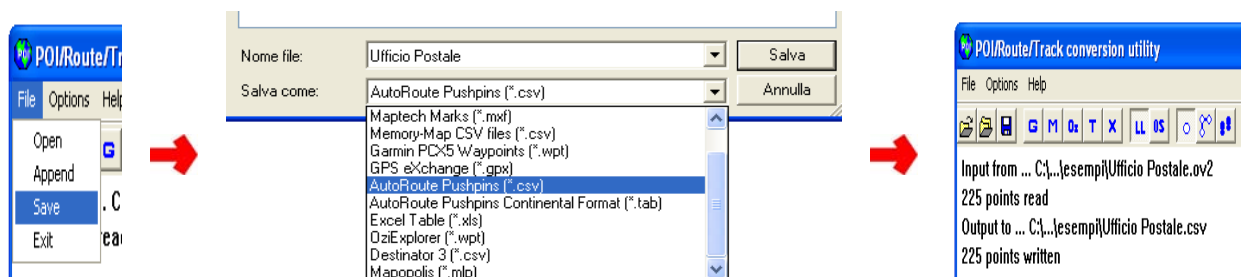 POI/Route/Tr
File Options Help
Open
Append
Save
Exit
G
. C
rea
Nome file:
Ufficio Postale
Salva
Salva come:
AutoRoute Pushpins (*.csv)
Annulla
Maptech Marks (*.mxf)
Memory-Map CSV files (*.csv)
Garmin PCX5 Waypoints (*.wpt)
GPS eXchange (*.gpx)
AutoRoute Pushpins (*.csv)
AutoRoute Pushpins Continental Format (*.tab)
Excel Table (*.xls)
OziExplorer (*.wpt)
Destinator 3 (*.csv)
Mapopolis (*.mlp)
POI/Route/Track conversion utility
File Options Help
G M Oz T X LL OS
Input from ... C:\...\esempi\Ufficio Postale.ov2
225 points read
Output to ... C:\...\esempi\Ufficio Postale.csv
225 points written